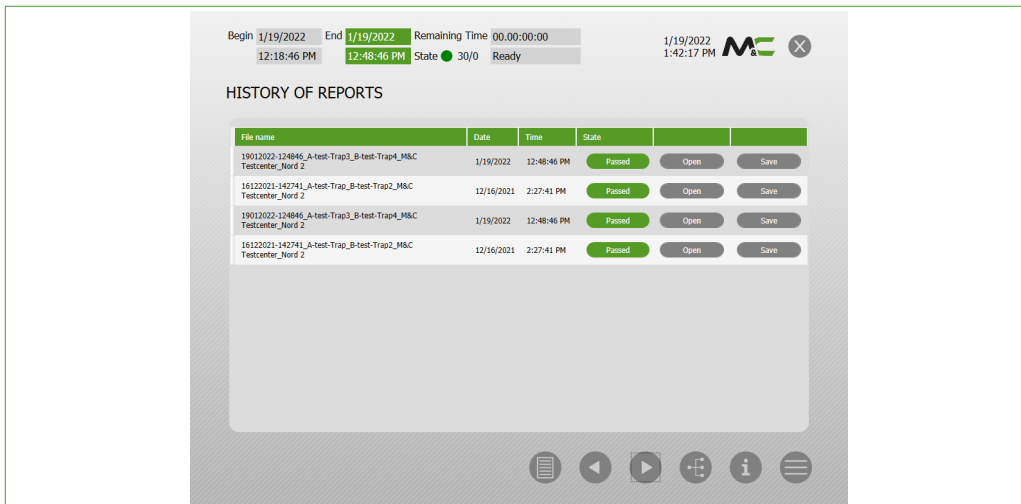 Begin 1/19/2022 End 1/19/2022 Remaining Time 00.00:00:00
12:18:46 PM 12:48:46 PM State 30/0 Ready
1/19/2022
1:42:17 PM
M&C
X
HISTORY OF REPORTS
File name Date Time State
19012022-124846_A-test-Trap3_B-test-Trap4_M&C
Testcenter_Nord 2
1/19/2022 12:48:46 PM Passed Open Save
16122021-142741_A-test-Trap_B-test-Trap2_M&C
Testcenter_Nord 2
12/16/2021 2:27:41 PM Passed Open Save
19012022-124846_A-test-Trap3_B-test-Trap4_M&C
Testcenter_Nord 2
1/19/2022 12:48:46 PM Passed Open Save
16122021-142741_A-test-Trap_B-test-Trap2_M&C
Testcenter_Nord 2
12/16/2021 2:27:41 PM Passed Open Save
i